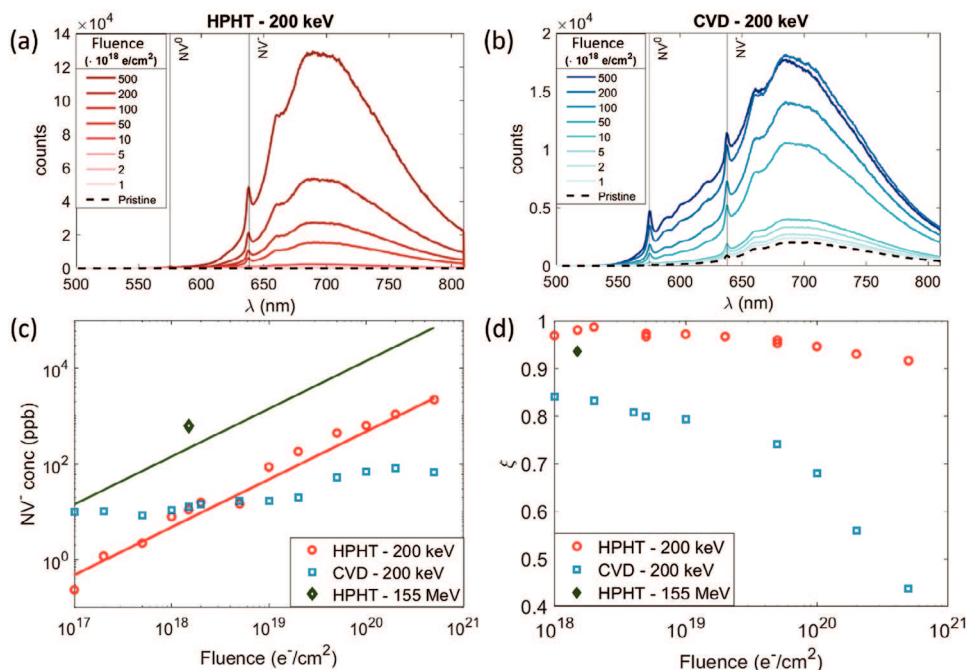 (a)
HPHT - 200 keV
×10⁴
Fluence
(· 10¹⁸ e/cm²)
500
200
100
50
10
5
2
1
Pristine
NV⁰
NV⁻
counts
14
12
10
8
6
4
2
0
500 550 600 650 700 750 800
λ (nm)
(b)
CVD - 200 keV
×10⁴
Fluence
(· 10¹⁸ e/cm²)
500
200
100
50
10
5
2
1
Pristine
NV⁰
NV⁻
counts
2
1.5
1
0.5
0
500 550 600 650 700 750 800
λ (nm)
(c)
NV⁻ conc (ppb)
10⁴
10²
10⁰
HPHT - 200 keV
CVD - 200 keV
HPHT - 155 MeV
10¹⁷ 10¹⁸ 10¹⁹ 10²⁰ 10²¹
Fluence (e⁻/cm²)
(d)
ξ
1
0.9
0.8
0.7
0.6
0.5
0.4
HPHT - 200 keV
CVD - 200 keV
HPHT - 155 MeV
10¹⁸ 10¹⁹ 10²⁰ 10²¹
Fluence (e⁻/cm²)